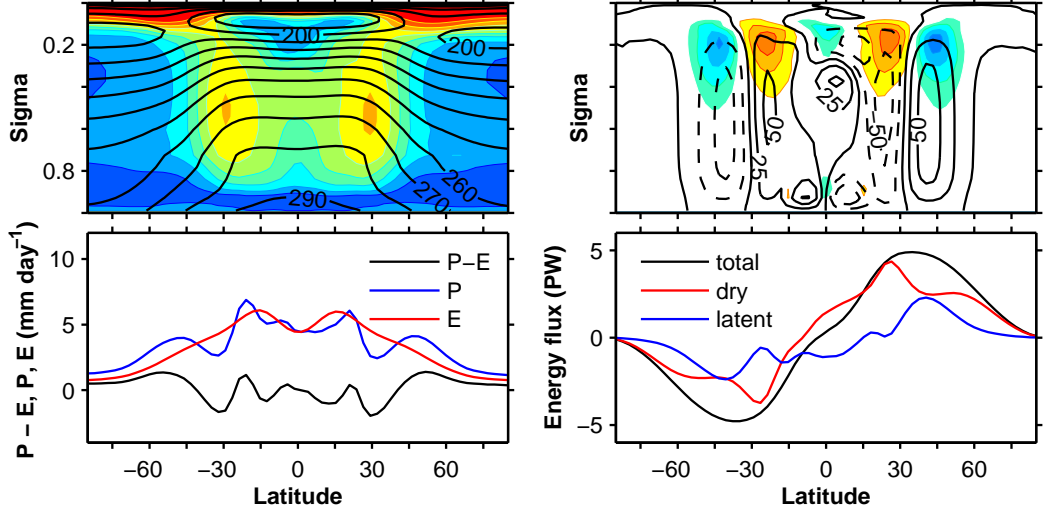 Sigma
0.2
0.8
200
200
260
270
290
Sigma
25
50
25
-50
50
P − E, P, E (mm day−1)
10
5
0
P−E
P
E
−60
−30
0
30
60
Latitude
Energy flux (PW)
5
0
−5
total
dry
latent
−60
−30
0
30
60
Latitude